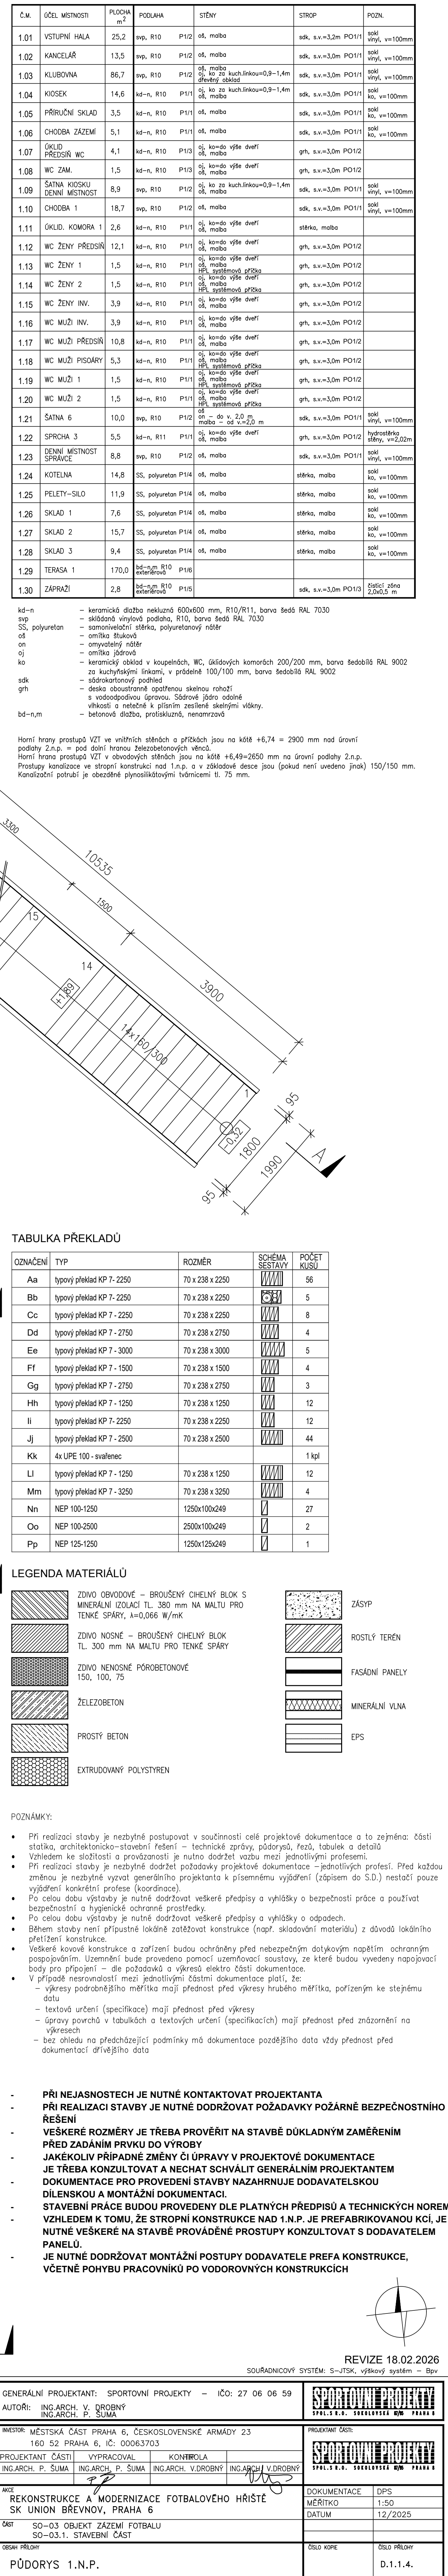 Č.M. ÚČEL MÍSTNOSTI PLOCHA m2 PODLAHA STĚNY STROP POZN.
1.01 VSTUPNÍ HALA 25,2 svp, R10 P1/2 oš, malba sdk, s.v.=3,2m PO1/1 sokl vinyl, v=100mm
1.02 KANCELÁŘ 13,5 svp, R10 P1/2 oš, malba sdk, s.v.=3,0m PO1/1 sokl vinyl, v=100mm
1.03 KLUBOVNA 86,7 svp, R10 P1/2 oš, malba oj, ko za kuch.linkou=0,9-1,4m dřevěný obklad sdk, s.v.=3,0m PO1/1 sokl vinyl, v=100mm
1.04 KIOSEK 14,6 kd-n, R10 P1/1 oj, ko za kuch.linkou=0,9-1,4m oš, malba sdk, s.v.=3,0m PO1/1 sokl ko, v=100mm
1.05 PŘÍRUČNÍ SKLAD 3,5 kd-n, R10 P1/1 oš, malba sdk, s.v.=3,0m PO1/1 sokl ko, v=100mm
1.06 CHODBA ZÁZEMÍ 5,1 kd-n, R10 P1/1 oš, malba sdk, s.v.=3,0m PO1/1 sokl ko, v=100mm
1.07 ÚKLID PŘEDSÍŇ WC 4,1 kd-n, R10 P1/3 oj, ko=do výše dveří oš, malba grh, s.v.=3,0m PO1/2
1.08 WC ZAM. 1,5 kd-n, R10 P1/3 oj, ko=do výše dveří oš, malba grh, s.v.=3,0m PO1/2
1.09 ŠATNA KIOSKU DENNÍ MÍSTNOST 8,9 svp, R10 P1/2 oj, ko za kuch.linkou=0,9-1,4m oš, malba sdk, s.v.=3,0m PO1/1 sokl vinyl, v=100mm
1.10 CHODBA 1 18,7 kd-n, R10 P1/1 oš, malba sdk, s.v.=3,0m PO1/1 sokl vinyl, v=100mm
1.11 ÚKLID. KOMORA 1 2,6 kd-n, R10 P1/1 oj, ko=do výše dveří oš, malba stěrka, malba
1.12 WC ŽENY PŘEDSÍŇ 12,1 kd-n, R10 P1/1 oj, ko=do výše dveří oš, malba grh, s.v.=3,0m PO1/2
1.13 WC ŽENY 1 1,5 kd-n, R10 P1/1 oj, ko=do výše dveří oš, malba HPL systémová příčka grh, s.v.=3,0m PO1/2
1.14 WC ŽENY 2 1,5 kd-n, R10 P1/1 oj, ko=do výše dveří oš, malba HPL systémová příčka grh, s.v.=3,0m PO1/2
1.15 WC ŽENY INV. 3,9 kd-n, R10 P1/1 oj, ko=do výše dveří oš, malba grh, s.v.=3,0m PO1/2
1.16 WC MUŽI INV. 3,9 kd-n, R10 P1/1 oj, ko=do výše dveří oš, malba grh, s.v.=3,0m PO1/2
1.17 WC MUŽI PŘEDSÍŇ 10,8 kd-n, R10 P1/1 oj, ko=do výše dveří oš, malba grh, s.v.=3,0m PO1/2
1.18 WC MUŽI PISOÁRY 5,3 kd-n, R10 P1/1 oj, ko=do výše dveří oš, malba HPL systémová příčka grh, s.v.=3,0m PO1/2
1.19 WC MUŽI 1 1,5 kd-n, R10 P1/1 oj, ko=do výše dveří oš, malba HPL systémová příčka grh, s.v.=3,0m PO1/2
1.20 WC MUŽI 2 1,5 kd-n, R10 P1/1 oj, ko=do výše dveří oš, malba HPL systémová příčka grh, s.v.=3,0m PO1/2
1.21 ŠATNA 6 10,0 svp, R10 P1/2 oš on - do v. 2,0 m malba - od v.=2,0 m sdk, s.v.=3,0m PO1/1 sokl vinyl, v=100mm
1.22 SPRCHA 3 5,5 kd-n, R11 P1/1 oj, ko=do výše dveří oš, malba grh, s.v.=3,0m PO1/2 hydrostěrka stěny, v=2,02m
1.23 DENNÍ MÍSTNOST SPRÁVCE 8,8 svp, R10 P1/2 oš, malba sdk, s.v.=3,0m PO1/1 sokl vinyl, v=100mm
1.24 KOTELNA 14,8 SS, polyuretan P1/4 oš, malba stěrka, malba sokl ko, v=100mm
1.25 PELETY-SILO 11,9 SS, polyuretan P1/4 oš, malba stěrka, malba sokl ko, v=100mm
1.26 SKLAD 1 7,6 SS, polyuretan P1/4 oš, malba stěrka, malba sokl ko, v=100mm
1.27 SKLAD 2 15,7 SS, polyuretan P1/4 oš, malba stěrka, malba sokl ko, v=100mm
1.28 SKLAD 3 9,4 SS, polyuretan P1/4 oš, malba stěrka, malba sokl ko, v=100mm
1.29 TERASA 1 170,0 bd-n,m R10 exteriérová P1/6
1.30 ZÁPRAŽÍ 2,8 bd-n,m R10 exteriérová P1/5 sdk, s.v.=3,0m PO1/3 čistící zóna 2,0x0,5 m
kd-n - keramická dlažba neklouzná 600x600 mm, R10/R11, barva šedá RAL 7030
svp - skládaná vinylová podlaha, R10, barva šedá RAL 7030
SS, polyuretan - samonivelační stěrka, polyuretanový nátěr
oš - omítka štuková
on - omyvatelný nátěr
oj - omítka jádrová
ko - keramický obklad v koupelnách, WC, úklidových komorách 200/200 mm, barva šedobílá RAL 9002
za kuchyňskými linkami, v prádelně 100/100 mm, barva šedobílá RAL 9002
sdk - sádrokartonový podhled
grh - deska oboustranně opatřenou skelnou rohoží
s vodoodpodivou úpravou. Sádrové jádro odolné
vlhkosti a netečné k plísním zesílené skelnými vlákny.
bd-n,m - betonová dlažba, protiskluzná, nenamrzavá
Horní hrany prostupů VZT ve vnitřních stěnách a příčkách jsou na kótě +6,74 = 2900 mm nad úrovní
podlahy 2.n.p. = pod dolní hranou železobetonových věnců.
Horní hrany prostupů VZT v obvodových stěnách jsou na kótě +6,49=2650 mm na úrovní podlahy 2.n.p.
Prostupy kanalizace ve stropní konstrukci nad 1.n.p. a v základové desce jsou (pokud není uvedeno jinak) 150/150 mm.
Kanalizační potrubí je obezděné plynosilikátovými tvárnicemi tl. 75 mm.
3300
10535
1500
15
14
3900
+1,89
14x160/300
1
-0,52
95
1800
1990
95
A
TABULKA PŘEKLADŮ
OZNAČENÍ TYP ROZMĚR SCHÉMA SESTAVY POČET KUSŮ
Aa typový překlad KP 7- 2250 70 x 238 x 2250 56
Bb typový překlad KP 7- 2250 70 x 238 x 2250 5
Cc typový překlad KP 7 - 2250 70 x 238 x 2250 8
Dd typový překlad KP 7 - 2750 70 x 238 x 2750 4
Ee typový překlad KP 7 - 3000 70 x 238 x 3000 5
Ff typový překlad KP 7 - 1500 70 x 238 x 1500 4
Gg typový překlad KP 7 - 2750 70 x 238 x 2750 3
Hh typový překlad KP 7 - 1250 70 x 238 x 1250 12
Ii typový překlad KP 7- 2250 70 x 238 x 2250 12
Jj typový překlad KP 7 - 2500 70 x 238 x 2500 44
Kk 4x UPE 100 - svařenec 1 kpl
Ll typový překlad KP 7 - 1250 70 x 238 x 1250 12
Mm typový překlad KP 7 - 3250 70 x 238 x 3250 4
Nn NEP 100-1250 1250x100x249 27
Oo NEP 100-2500 2500x100x249 2
Pp NEP 125-1250 1250x125x249 1
LEGENDA MATERIÁLŮ
ZDIVO OBVODOVÉ - BROUŠENÝ CIHELNÝ BLOK S
MINERÁLNÍ IZOLACÍ TL. 380 mm NA MALTU PRO
TENKÉ SPÁRY, λ=0,066 W/mK
ZDIVO NOSNÉ - BROUŠENÝ CIHELNÝ BLOK
TL. 300 mm NA MALTU PRO TENKÉ SPÁRY
ZDIVO NENOSNÉ PÓROBETONOVÉ
150, 100, 75
ŽELEZOBETON
PROSTÝ BETON
EXTRUDOVANÝ POLYSTYREN
ZÁSYP
ROSTLÝ TERÉN
FASÁDNÍ PANELY
MINERÁLNÍ VLNA
EPS
POZNÁMKY:
• Při realizaci stavby je nezbytné postupovat v součinnosti celé projektové dokumentace a to zejména: části
statika, architektonicko-stavební řešení - technické zprávy, půdorysů, řezů, tabulek a detailů
• Vzhledem ke složitosti a provázanosti je nutno dodržet vazbu mezi jednotlivými profesemi.
• Při realizaci stavby je nezbytné dodržet požadavky projektové dokumentace -jednotlivých profesí. Před každou
změnou je nezbytné vyzvat generálního projektanta k písemnému vyjádření (zápisem do S.D.) nestačí pouze
vyjádření konkrétní profese (koordinace).
• Po celou dobu výstavby je nutné dodržovat veškeré předpisy a vyhlášky o bezpečnosti práce a používat
bezpečnostní a hygienické ochranné prostředky.
• Po celou dobu výstavby je nutné dodržovat veškeré předpisy a vyhlášky o odpadech.
• Během stavby není přípustné lokálně zatěžovat konstrukce (např. skladování materiálu) z důvodů lokálního
přetížení konstrukce.
• Veškeré kovové konstrukce a zařízení budou ochráněny před nebezpečným dotykovým napětím ochranným
pospojováním. Uzemnění bude provedeno pomocí uzemňovací soustavy, ze které budou vyvedeny napojovací
body pro připojení - dle požadavků a výkresů elektro části dokumentace.
• V případě nesrovnalostí mezi jednotlivými částmi dokumentace platí, že:
- výkresy podrobnějšího měřítka mají přednost před výkresy hrubého měřítka, pořízeným ke stejnému
datu
- textová určení (specifikace) mají přednost před výkresy
- úpravy povrchů v tabulkách a textových určení (specifikacích) mají přednost před znázornění na
výkresech
- bez ohledu na předcházející podmínky má dokumentace pozdějšího data vždy přednost před
dokumentací dřívějšího data
- PŘI NEJASNOSTECH JE NUTNÉ KONTAKTOVAT PROJEKTANTA
- PŘI REALIZACI STAVBY JE NUTNÉ DODRŽOVAT POŽADAVKY POŽÁRNĚ BEZPEČNOSTNÍHO
ŘEŠENÍ
- VEŠKERÉ ROZMĚRY JE TŘEBA PROVĚŘIT NA STAVBĚ DŮKLADNÝM ZAMĚŘENÍM
PŘED ZADÁNÍM PRVKU DO VÝROBY
- JAKÉKOLIV PŘÍPADNÉ ZMĚNY ČI ÚPRAVY V PROJEKTOVÉ DOKUMENTACE
JE TŘEBA KONZULTOVAT A NECHAT SCHVÁLIT GENERÁLNÍM PROJEKTANTEM
- DOKUMENTACE PRO PROVEDENÍ STAVBY NAZAHRNUJE DODAVATELSKOU
DÍLENSKOU A MONTÁŽNÍ DOKUMENTACI.
- STAVEBNÍ PRÁCE BUDOU PROVEDENY DLE PLATNÝCH PŘEDPISŮ A TECHNICKÝCH NOREM
- VZHLEDEM K TOMU, ŽE STROPNÍ KONSTRUKCE NAD 1.N.P. JE PREFABRIKOVANOU KCÍ, JE
NUTNÉ VEŠKERÉ NA STAVBĚ PROVÁDĚNÉ PROSTUPY KONZULTOVAT S DODAVATELEM
PANELŮ.
- JE NUTNÉ DODRŽOVAT MONTÁŽNÍ POSTUPY DODAVATELE PREFA KONSTRUKCE,
VČETNĚ POHYBU PRACOVNÍKŮ PO VODOROVNÝCH KONSTRUKCÍCH
REVIZE 18.02.2026
SOUŘADNICOVÝ SYSTÉM: S-JTSK, výškový systém - Bpv
GENERÁLNÍ PROJEKTANT: SPORTOVNÍ PROJEKTY - IČO: 27 06 06 59
AUTOŘI: ING.ARCH. V. DROBNÝ
ING.ARCH. P. ŠUMA
SPORTOVNÍ PROJEKTY
SPOL.S R.O. SOKOLOVSKÁ 87/95 PRAHA 8
INVESTOR: MĚSTSKÁ ČÁST PRAHA 6, ČESKOSLOVENSKÉ ARMÁDY 23
160 52 PRAHA 6, IČ: 00063703
PROJEKTANT ČÁSTI:
SPORTOVNÍ PROJEKTY
SPOL.S R.O. SOKOLOVSKÁ 87/95 PRAHA 8
PROJEKTANT ČÁSTI VYPRACOVAL KONTROLA
ING.ARCH. P. ŠUMA ING.ARCH. P. ŠUMA ING.ARCH. V.DROBNÝ ING.ARCH. V.DROBNÝ
AKCE
REKONSTRUKCE A MODERNIZACE FOTBALOVÉHO HŘIŠTĚ
SK UNION BŘEVNOV, PRAHA 6
DOKUMENTACE DPS
MĚŘÍTKO 1:50
DATUM 12/2025
ČÁST SO-03 OBJEKT ZÁZEMÍ FOTBALU
SO-03.1. STAVEBNÍ ČÁST
OBSAH PŘÍLOHY
PŮDORYS 1.N.P.
ČÍSLO KOPIE ČÍSLO PŘÍLOHY
D.1.1.4.